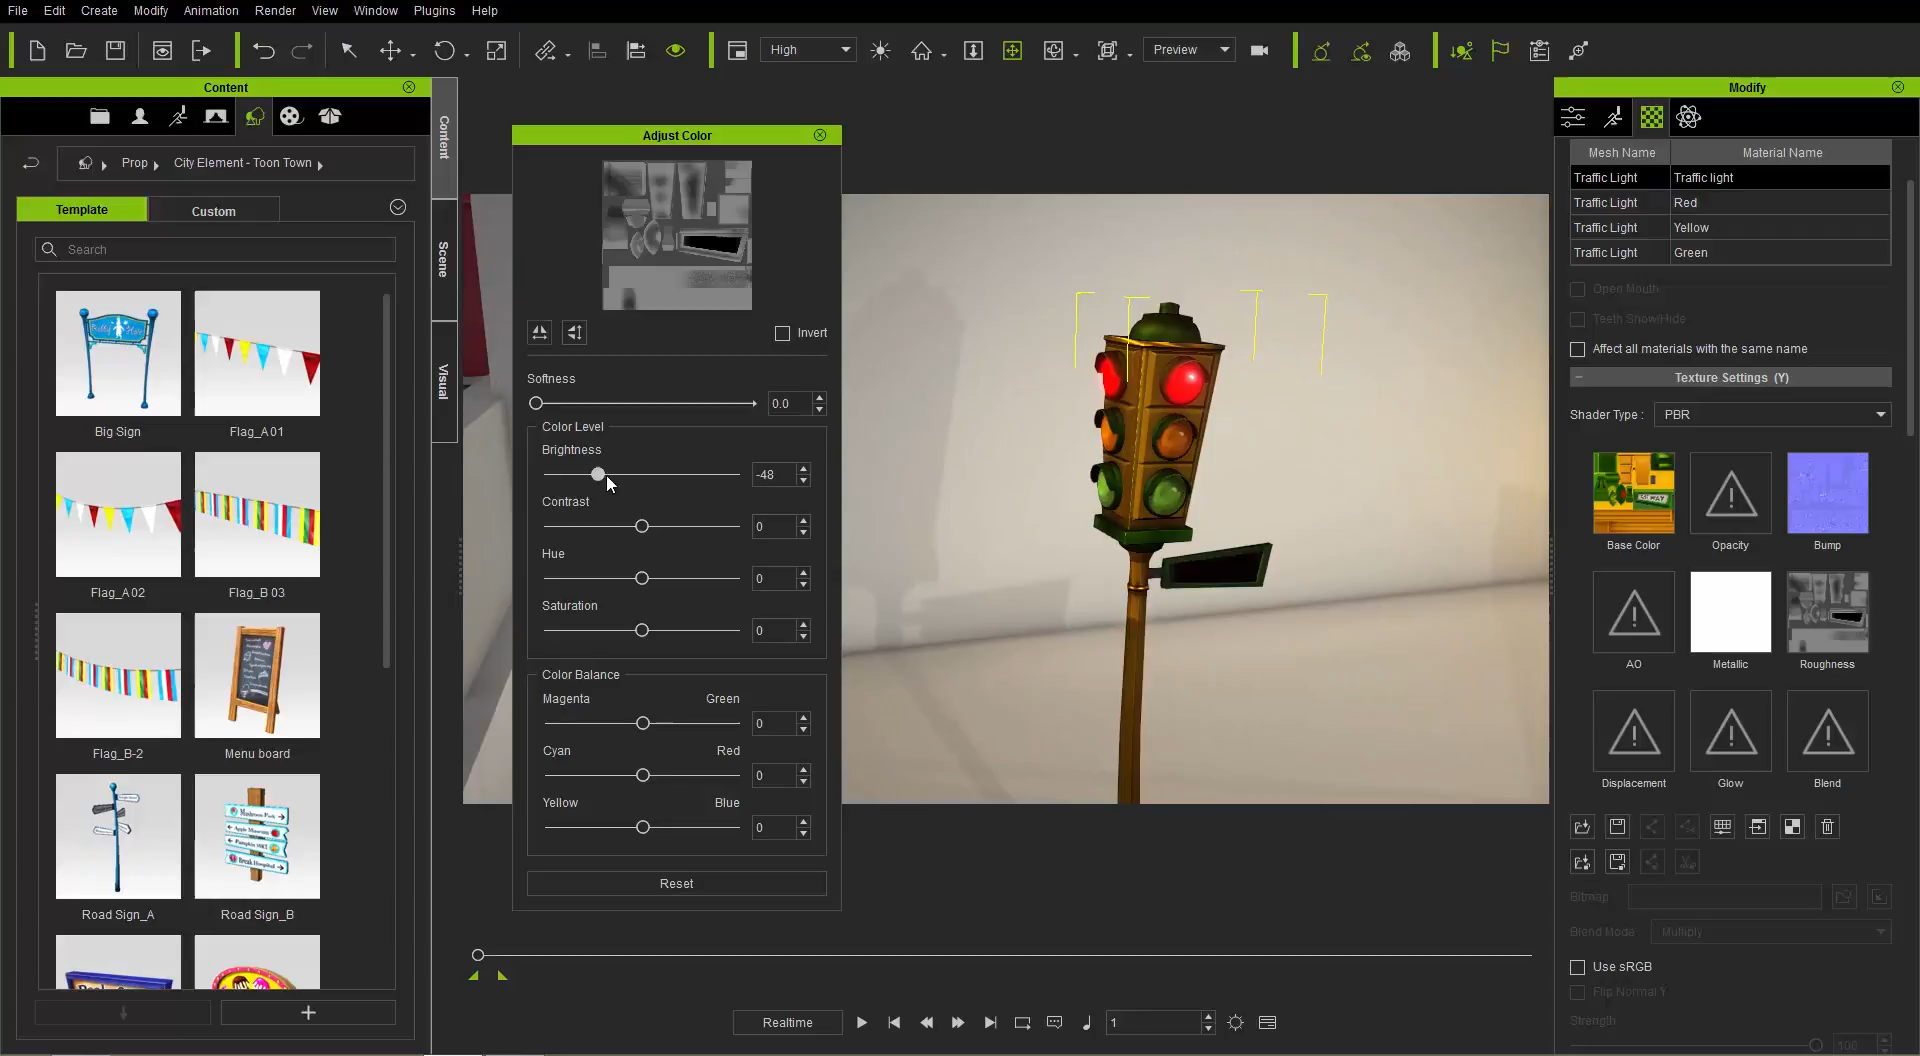 File Edit Create Modify Animation Render View Window Plugins Help
High
Preview
Content
Prop City Element - Toon Town
Template Custom
Search
Big Sign Flag_A01
Flag_A02 Flag_B 03
Flag_B-2 Menu board
Road Sign_A Road Sign_B
Content
Scene
Visual
Adjust Color
Invert
Softness
0.0
Color Level
Brightness
-48
Contrast
0
Hue
0
Saturation
0
Color Balance
Magenta Green
0
Cyan Red
0
Yellow Blue
0
Reset
Realtime
1
Modify
Mesh Name Material Name
Traffic Light Traffic light
Traffic Light Red
Traffic Light Yellow
Traffic Light Green
Open Mouth
Teeth Show/Hide
Affect all materials with the same name
Texture Settings (Y)
Shader Type : PBR
Base Color Opacity Bump
AO Metallic Roughness
Displacement Glow Blend
Bitmap
Blend Mode Multiply
Use sRGB
Flip Normal Y
Strength
100